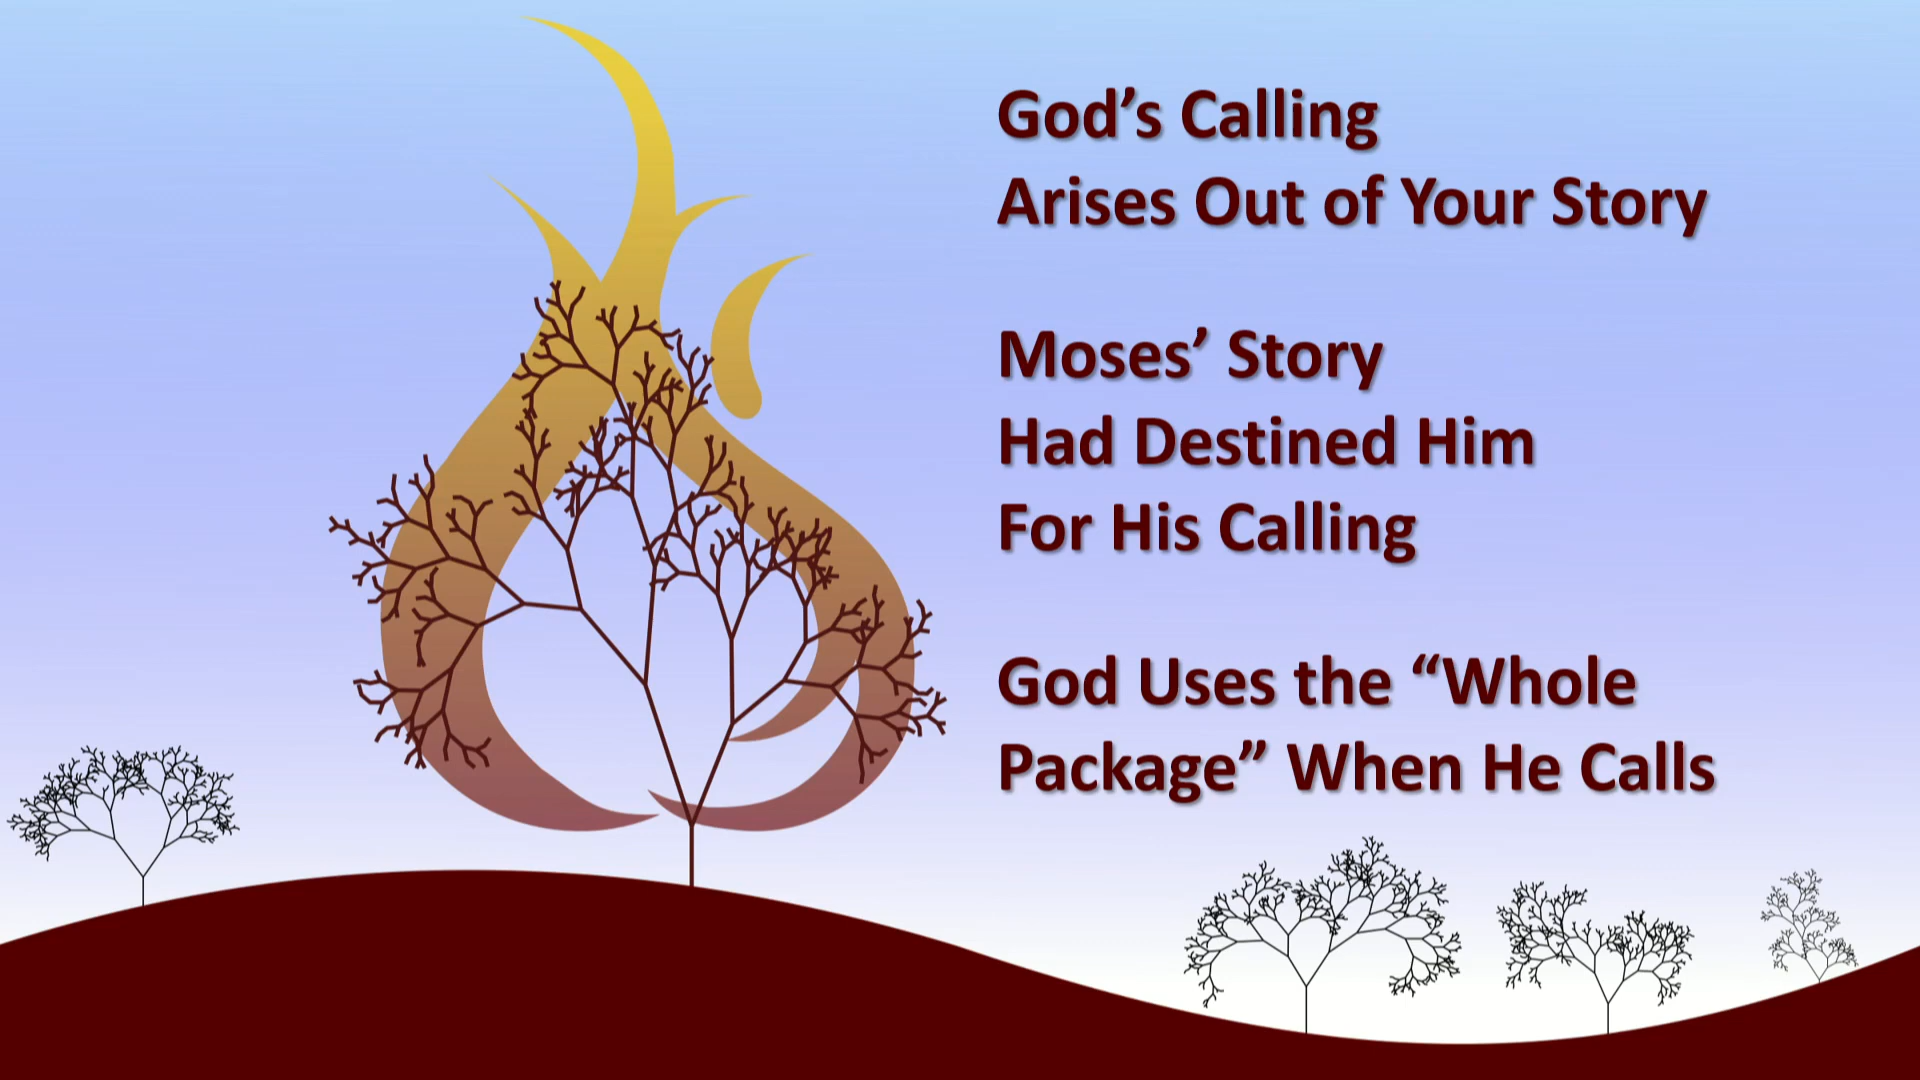 God’s Calling
Arises Out of Your Story
Moses’ Story
Had Destined Him
For His Calling
God Uses the “Whole
Package” When He Calls